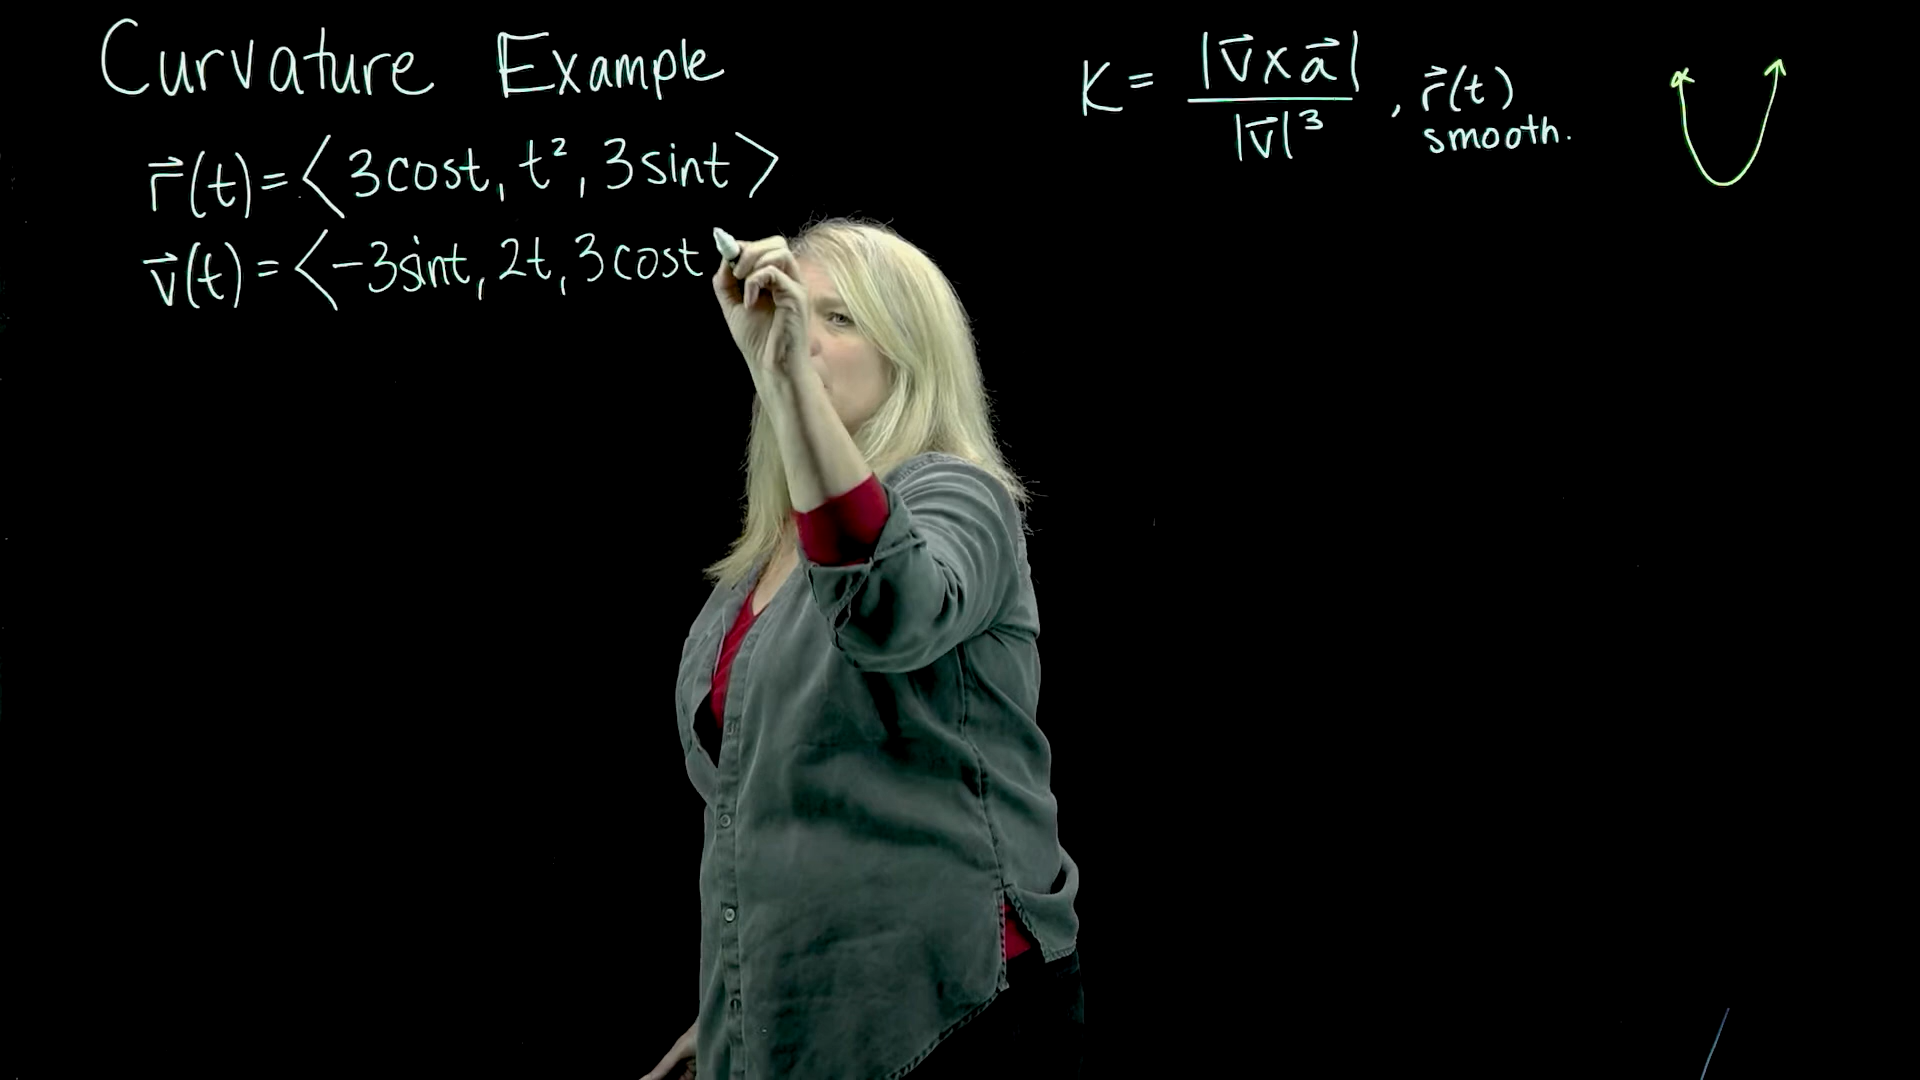 Curvature Example
r⃗(t)=⟨3cost, t², 3sint⟩
v⃗(t)=⟨-3sint, 2t, 3cost
K = |v⃗ x a⃗| / |v⃗|³ , r⃗(t)
smooth.